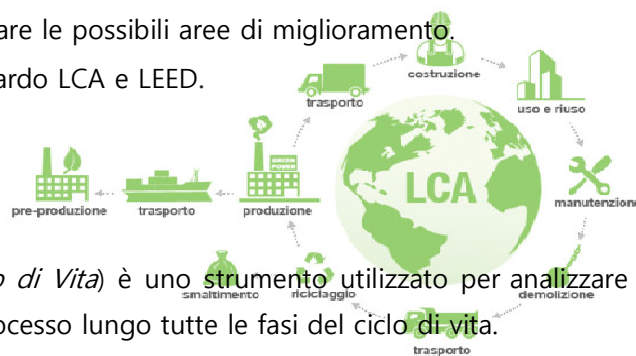 are le possibili aree di miglioramento.
costruzione
ardo LCA e LEED.
trasporto
uso e riuso
LCA
pre-produzione
trasporto
produzione
manutenzione
o di Vita) è uno strumento utilizzato per analizzare
smaltimento
riciclaggio
demolizione
ocesso lungo tutte le fasi del ciclo di vita.
trasporto